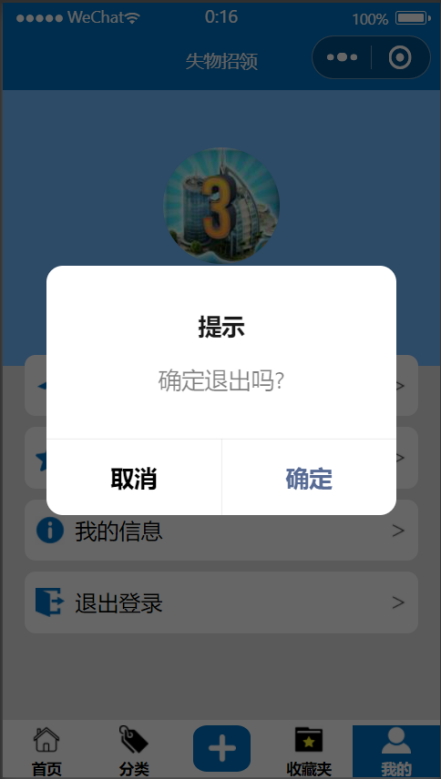 WeChat
0:16
100%
失物招领
3
提示
确定退出吗?
>
>
取消
确定
我的信息
>
退出登录
>
首页
分类
收藏夹
我的